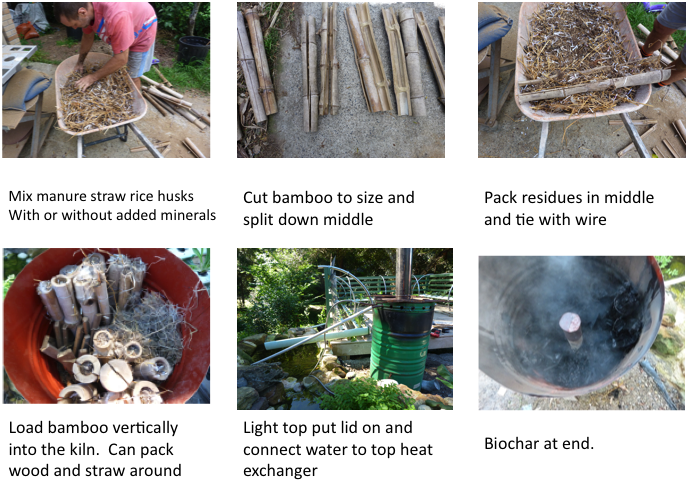 Mix manure straw rice husks
With or without added minerals
Cut bamboo to size and
split down middle
Pack residues in middle
and tie with wire
Load bamboo vertically
into the kiln.  Can pack
wood and straw around
Light top put lid on and
connect water to top heat
exchanger
Biochar at end.